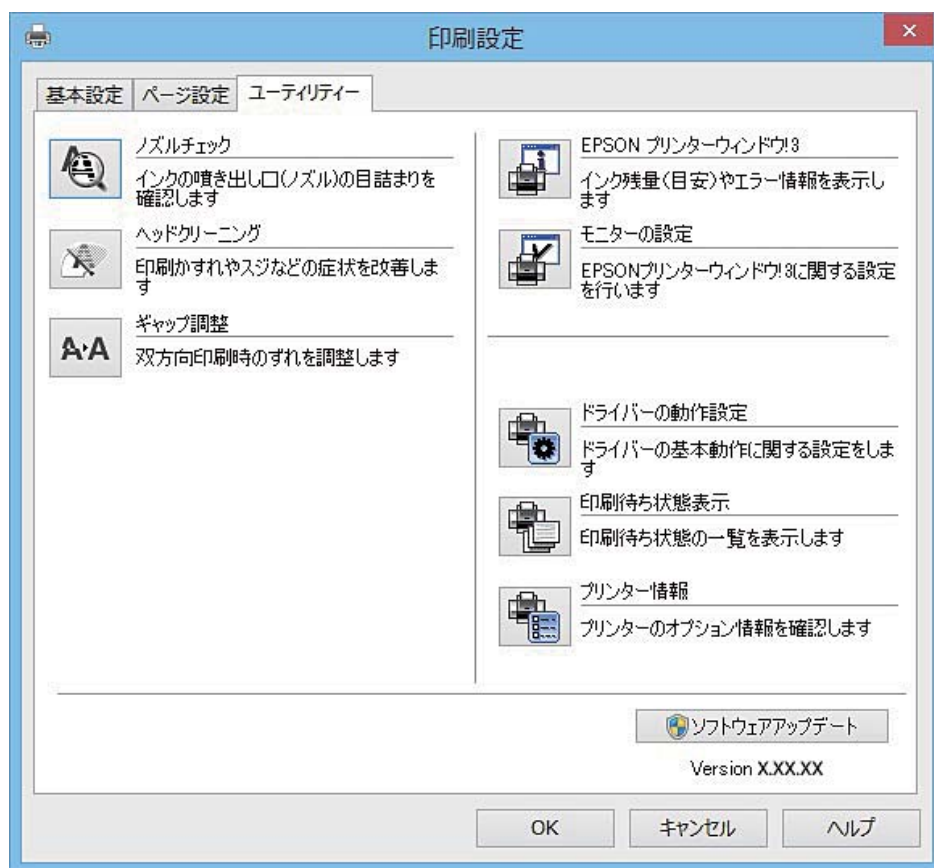 印刷設定
基本設定
ページ設定
ユーティリティー
ノズルチェック
インクの噴き出し口(ノズル)の目詰まりを
確認します
ヘッドクリーニング
印刷かすれやスジなどの症状を改善しま
す
ギャップ調整
A‣A
双方向印刷時のずれを調整します
EPSON プリンターウィンドウ!3
インク残量(目安)やエラー情報を表示し
ます
モニターの設定
EPSONプリンターウィンドウ!3に関する設定
を行います
ドライバーの動作設定
ドライバーの基本動作に関する設定をしま
す
印刷待ち状態表示
印刷待ち状態の一覧を表示します
プリンター情報
プリンターのオプション情報を確認します
ソフトウェアアップデート
Version X.XX.XX
OK
キャンセル
ヘルプ